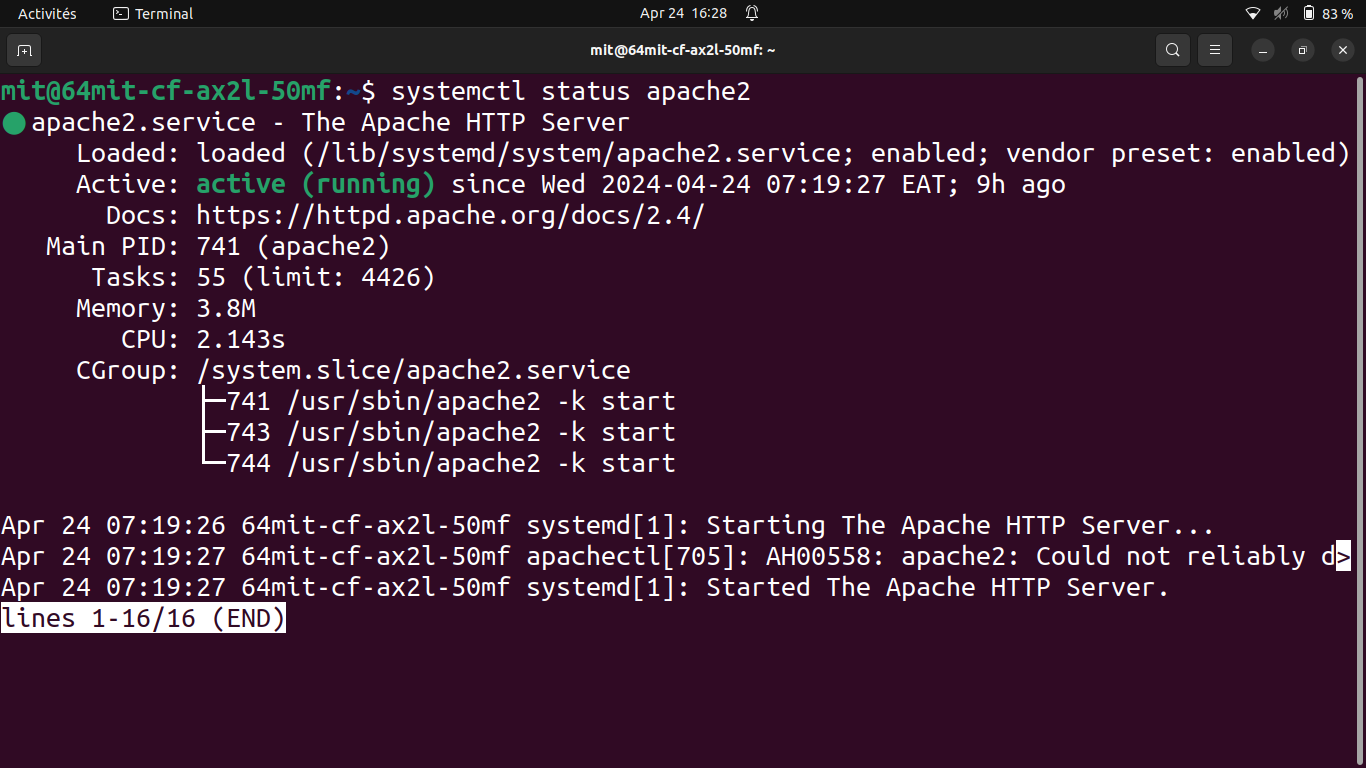 Activités Terminal Apr 24 16:28 83 %
mit@64mit-cf-ax2l-50mf: ~
mit@64mit-cf-ax2l-50mf:~$ systemctl status apache2
apache2.service - The Apache HTTP Server
Loaded: loaded (/lib/systemd/system/apache2.service; enabled; vendor preset: enabled)
Active: active (running) since Wed 2024-04-24 07:19:27 EAT; 9h ago
Docs: https://httpd.apache.org/docs/2.4/
Main PID: 741 (apache2)
Tasks: 55 (limit: 4426)
Memory: 3.8M
CPU: 2.143s
CGroup: /system.slice/apache2.service
├─741 /usr/sbin/apache2 -k start
├─743 /usr/sbin/apache2 -k start
└─744 /usr/sbin/apache2 -k start
Apr 24 07:19:26 64mit-cf-ax2l-50mf systemd[1]: Starting The Apache HTTP Server...
Apr 24 07:19:27 64mit-cf-ax2l-50mf apachectl[705]: AH00558: apache2: Could not reliably d>
Apr 24 07:19:27 64mit-cf-ax2l-50mf systemd[1]: Started The Apache HTTP Server.
lines 1-16/16 (END)